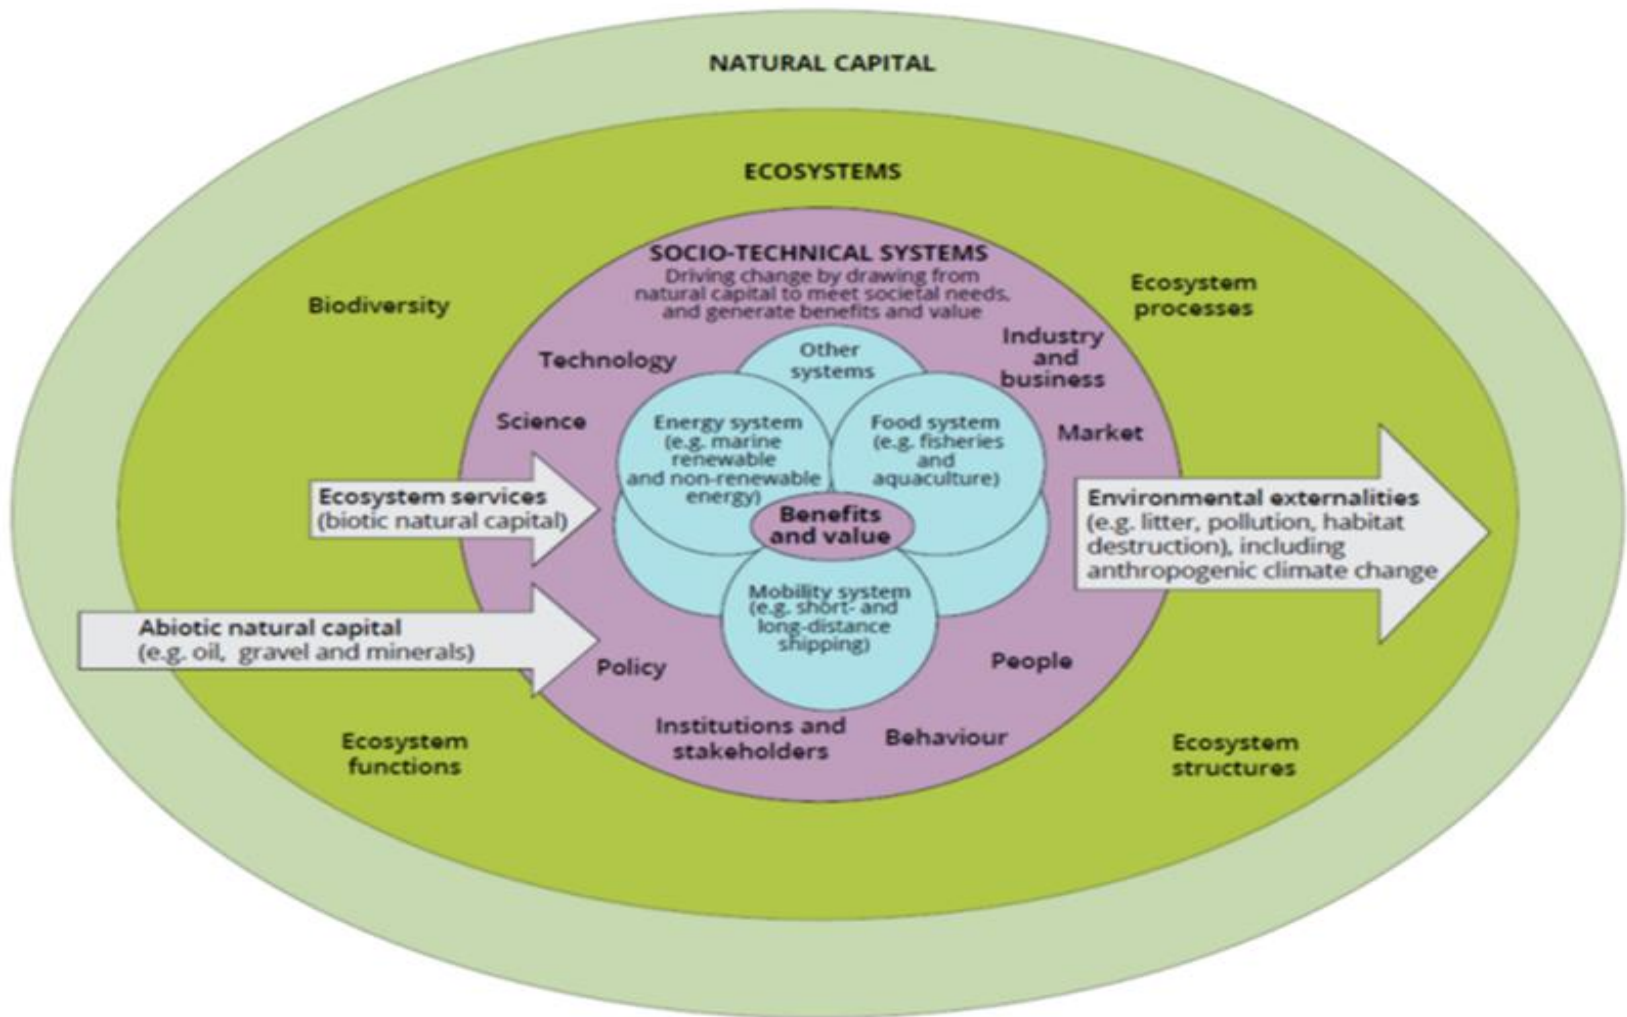 NATURAL CAPITAL
ECOSYSTEMS
SOCIO-TECHNICAL SYSTEMS
Driving change by drawing from
natural capital to meet societal needs,
and generate benefits and value
Biodiversity
Ecosystem
processes
Technology
Science
Industry
and
business
Market
Other
systems
Energy system
(e.g. marine
renewable
and non-renewable
energy)
Food system
(e.g. fisheries
and
aquaculture)
Benefits
and value
Mobility system
(e.g. short- and
long-distance
shipping)
Ecosystem services
(biotic natural capital)
Abiotic natural capital
(e.g. oil, gravel and minerals)
Environmental externalities
(e.g. litter, pollution, habitat
destruction), including
anthropogenic climate change
Policy
People
Institutions and
stakeholders
Behaviour
Ecosystem
functions
Ecosystem
structures